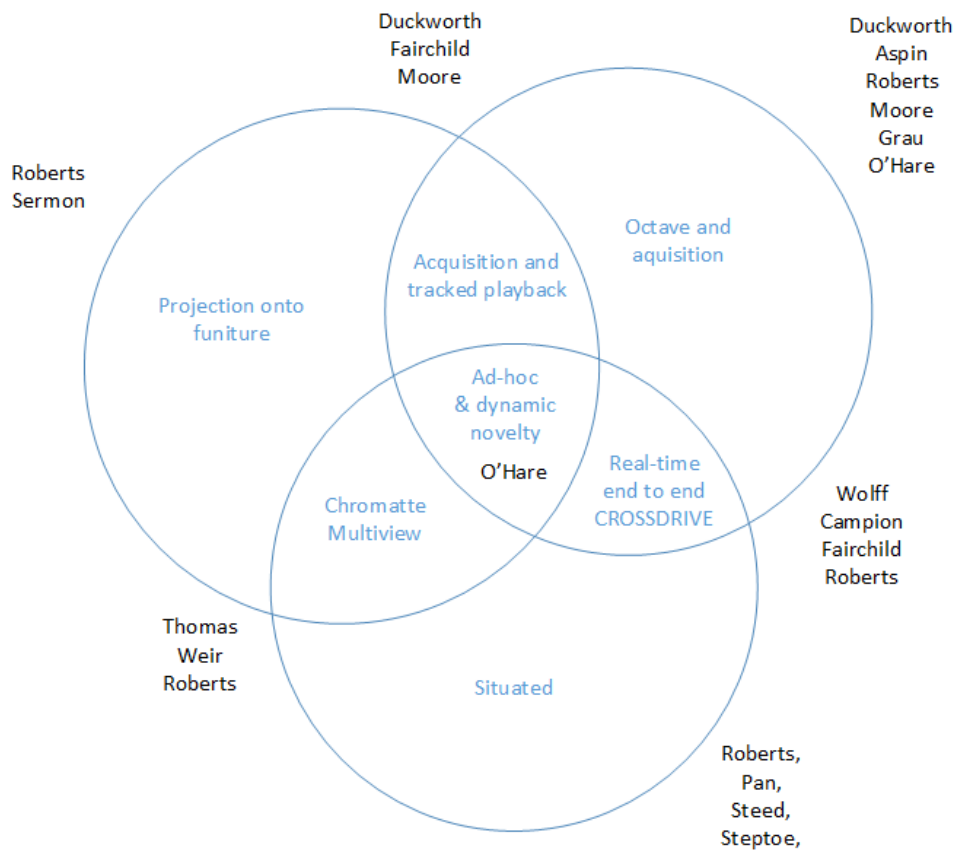 Duckworth
Fairchild
Moore
Duckworth
Aspin
Roberts
Moore
Grau
O'Hare
Roberts
Sermon
Octave and
aquisition
Acquisition and
tracked playback
Projection onto
funiture
Ad-hoc
& dynamic
novelty
O'Hare
Real-time
end to end
CROSSDRIVE
Chromatte
Multiview
Wolff
Campion
Fairchild
Roberts
Thomas
Weir
Roberts
Situated
Roberts,
Pan,
Steed,
Steptoe,